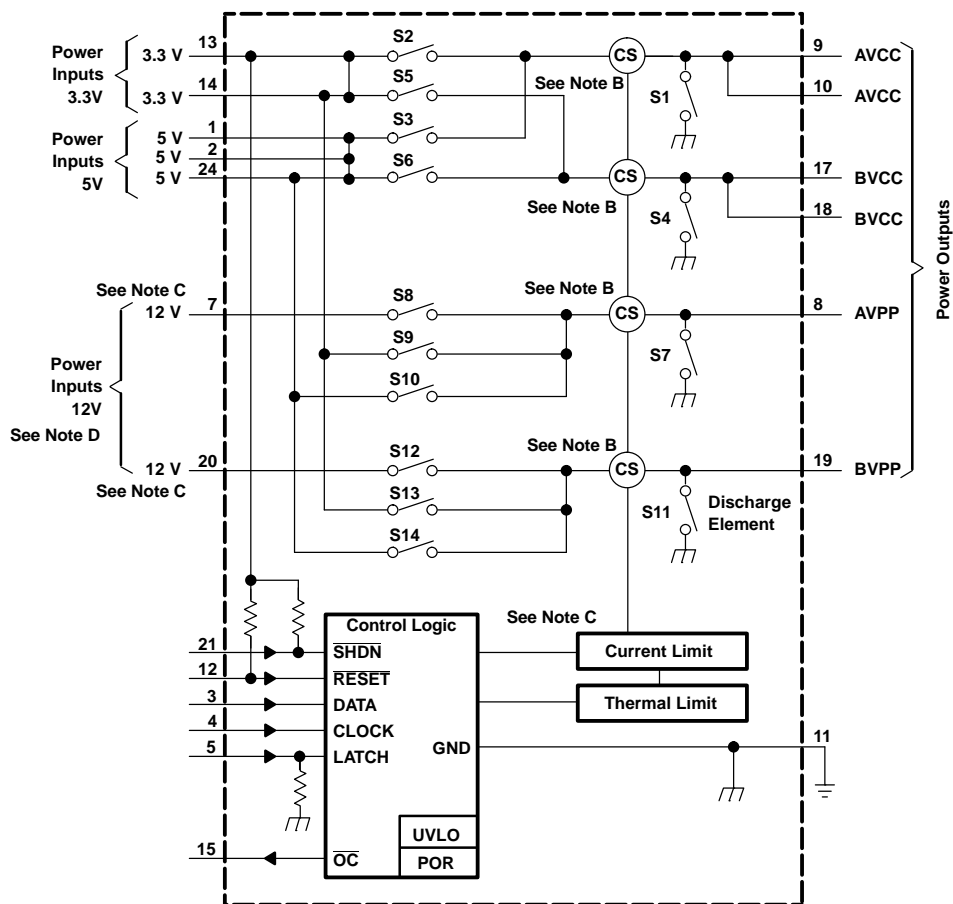 13
3.3 V
S2
CS
9
AVCC
Power
Inputs
3.3V
See Note B
14
3.3 V
S5
S1
10
AVCC
1
5 V
S3
Power
Inputs
5V
2
5 V
24
5 V
S6
CS
17
BVCC
See Note B
S4
18
BVCC
Power Outputs
See Note C
7
12 V
S8
See Note B
CS
8
AVPP
S9
S7
Power
Inputs
12V
See Note D
S10
See Note B
20
12 V
See Note C
S12
CS
19
BVPP
S13
S11
Discharge
Element
S14
Control Logic
See Note C
21
SHDN
Current Limit
12
RESET
3
DATA
Thermal Limit
4
CLOCK
5
LATCH
GND
11
UVLO
15
OC
POR